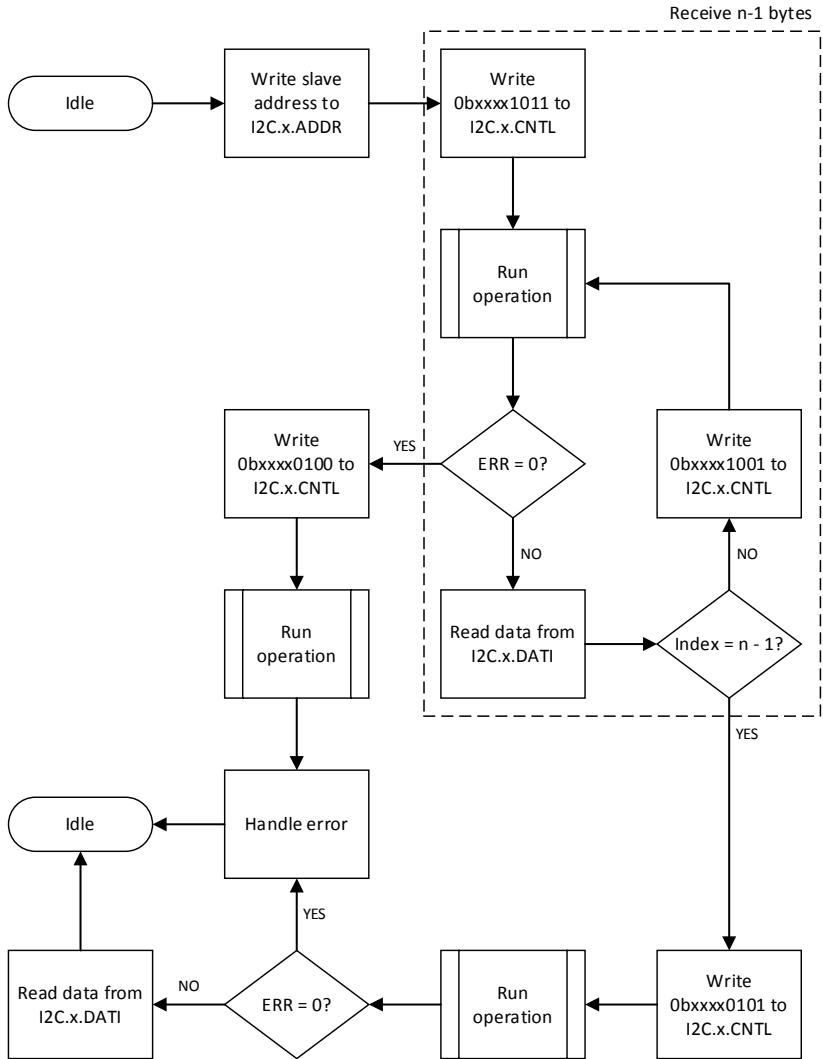 Receive n-1 bytes
Idle
Write slave
address to
I2C.x.ADDR
Write
0bxxxx1011 to
I2C.x.CNTL
Run
operation
Write
0bxxxx0100 to
I2C.x.CNTL
YES
ERR = 0?
Write
0bxxxx1001 to
I2C.x.CNTL
NO
NO
Run
operation
Read data from
I2C.x.DATI
Index = n - 1?
YES
Idle
Handle error
YES
Read data from
I2C.x.DATI
NO
ERR = 0?
Run
operation
Write
0bxxxx0101 to
I2C.x.CNTL